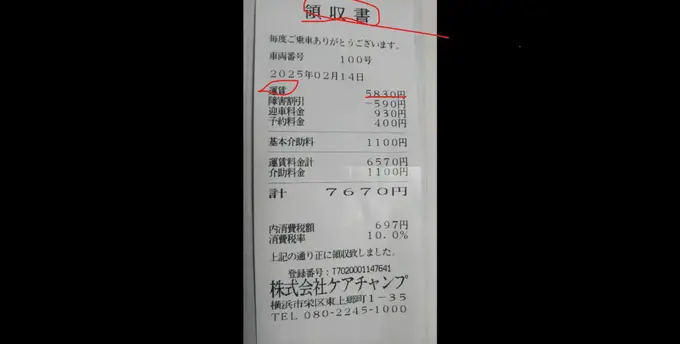 領収書
毎度ご乗車ありがとうございます。
車両番号 100号
2025年02月14日
運賃 5830円
障害割引 -590円
迎車料金 930円
予約料金 400円
基本介助料 1100円
運賃料金計 6570円
介助料金 1100円
計 7670円
内消費税額 697円
消費税率 10.0%
上記の通り正に領収致しました。
登録番号:T7020001147641
株式会社ケアチャンプ
横浜市栄区東上郷町1-35
TEL 080-2245-1000